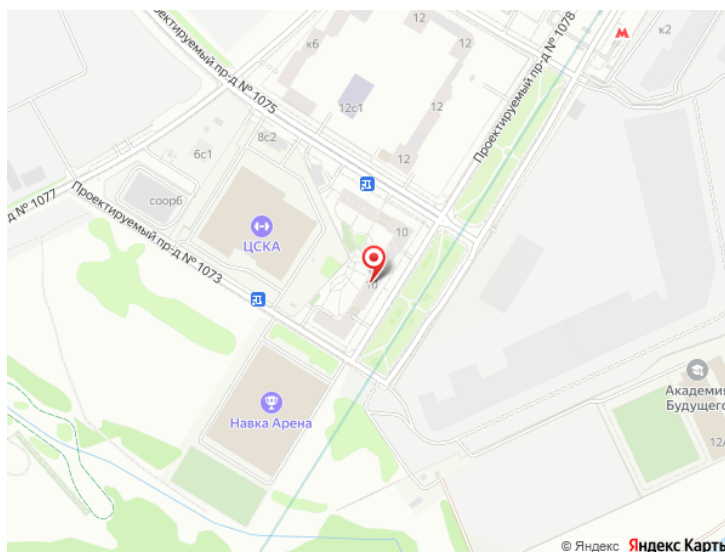 Проектируемый пр-д № 1075
к6
12
12
12с1
12
12
Проектируемый пр-д № 1078
М
к2
8с2
6с1
соор6
д № 1077
Проектируемый пр-д № 1073
ЦСКА
10
10
Навка Арена
Академия
Будущего
12А
© Яндекс Яндекс Карты